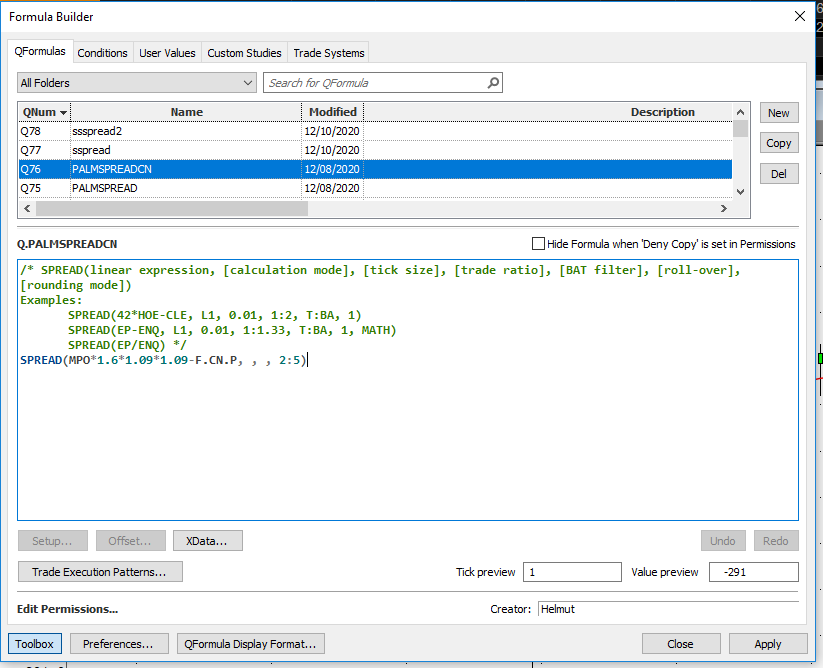 Formula Builder
QFormulas Conditions User Values Custom Studies Trade Systems
All Folders Search for QFormula
QNum Name Modified Description
Q78 ssspread2 12/10/2020
Q77 sspread 12/10/2020
Q76 PALMSPREADCN 12/08/2020
Q75 PALMSPREAD 12/08/2020
New
Copy
Del
Q.PALMSPREADCN Hide Formula when 'Deny Copy' is set in Permissions
/* SPREAD(linear expression, [calculation mode], [tick size], [trade ratio], [BAT filter], [roll-over],
[rounding mode])
Examples:
SPREAD(42*HOE-CLE, L1, 0.01, 1:2, T:BA, 1)
SPREAD(EP-ENQ, L1, 0.01, 1:1.33, T:BA, 1, MATH)
SPREAD(EP/ENQ) */
SPREAD(MPO*1.6*1.09*1.09-F.CN.P, , , 2:5)
Setup... Offset... XData... Undo Redo
Trade Execution Patterns... Tick preview 1 Value preview -291
Edit Permissions... Creator: Helmut
Toolbox Preferences... QFormula Display Format... Close Apply